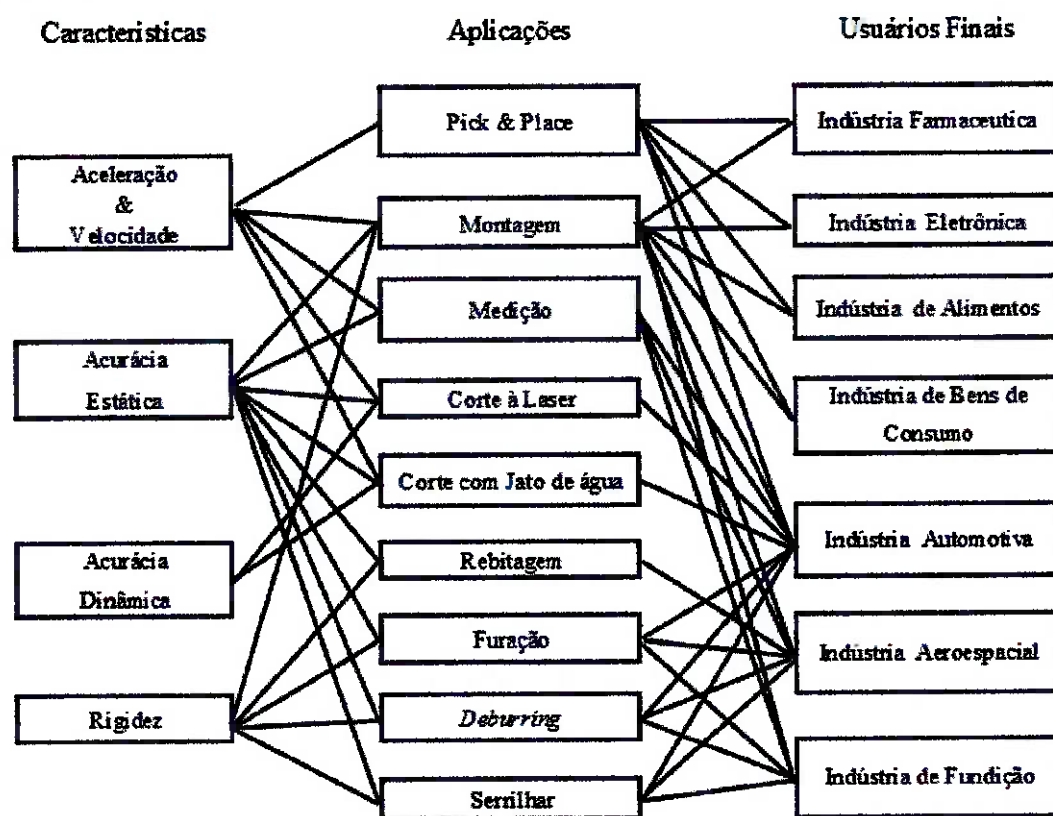 Caracteristicas
Aplicações
Usuários Finais
Aceleração
&
Velocidade
Acurácia
Estática
Acurácia
Dinâmica
Rigidez
Pick & Place
Montagem
Medição
Corte à Laser
Corte com Jato de água
Rebitagem
Furação
Deburring
Serrilhar
Indústria Farmaceutica
Indústria Eletrônica
Indústria de Alimentos
Indústria de Bens de
Consumo
Indústria Automotiva
Indústria Aeroespacial
Indústria de Fundição